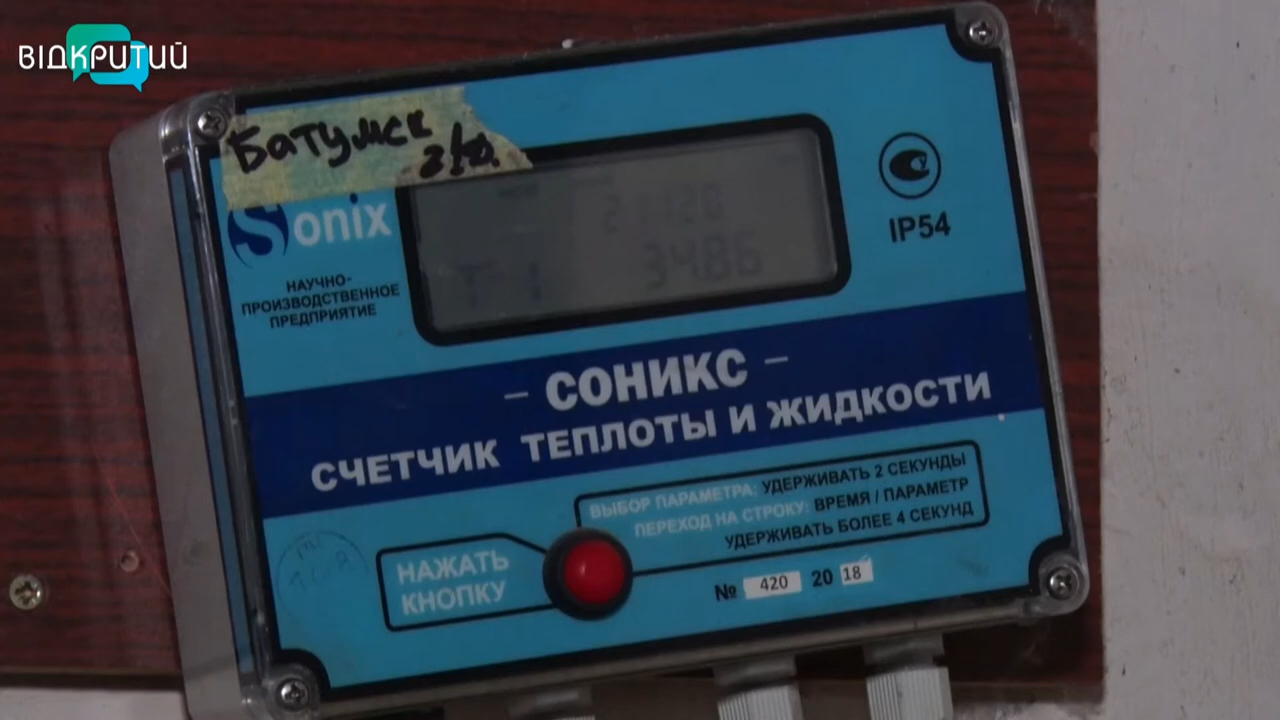 ВІДКРИТИЙ
Батумск
Sonix
НАУЧНО-
ПРОИЗВОДСТВЕННОЕ
ПРЕДПРИЯТИЕ
3486
IP54
– СОНИКС –
СЧЕТЧИК ТЕПЛОТЫ И ЖИДКОСТИ
ВЫБОР ПАРАМЕТРА: УДЕРЖИВАТЬ 2 СЕКУНДЫ
ПЕРЕХОД НА СТРОКУ: ВРЕМЯ / ПАРАМЕТР
УДЕРЖИВАТЬ БОЛЕЕ 4 СЕКУНД
НАЖАТЬ
КНОПКУ
№ 420 20 18